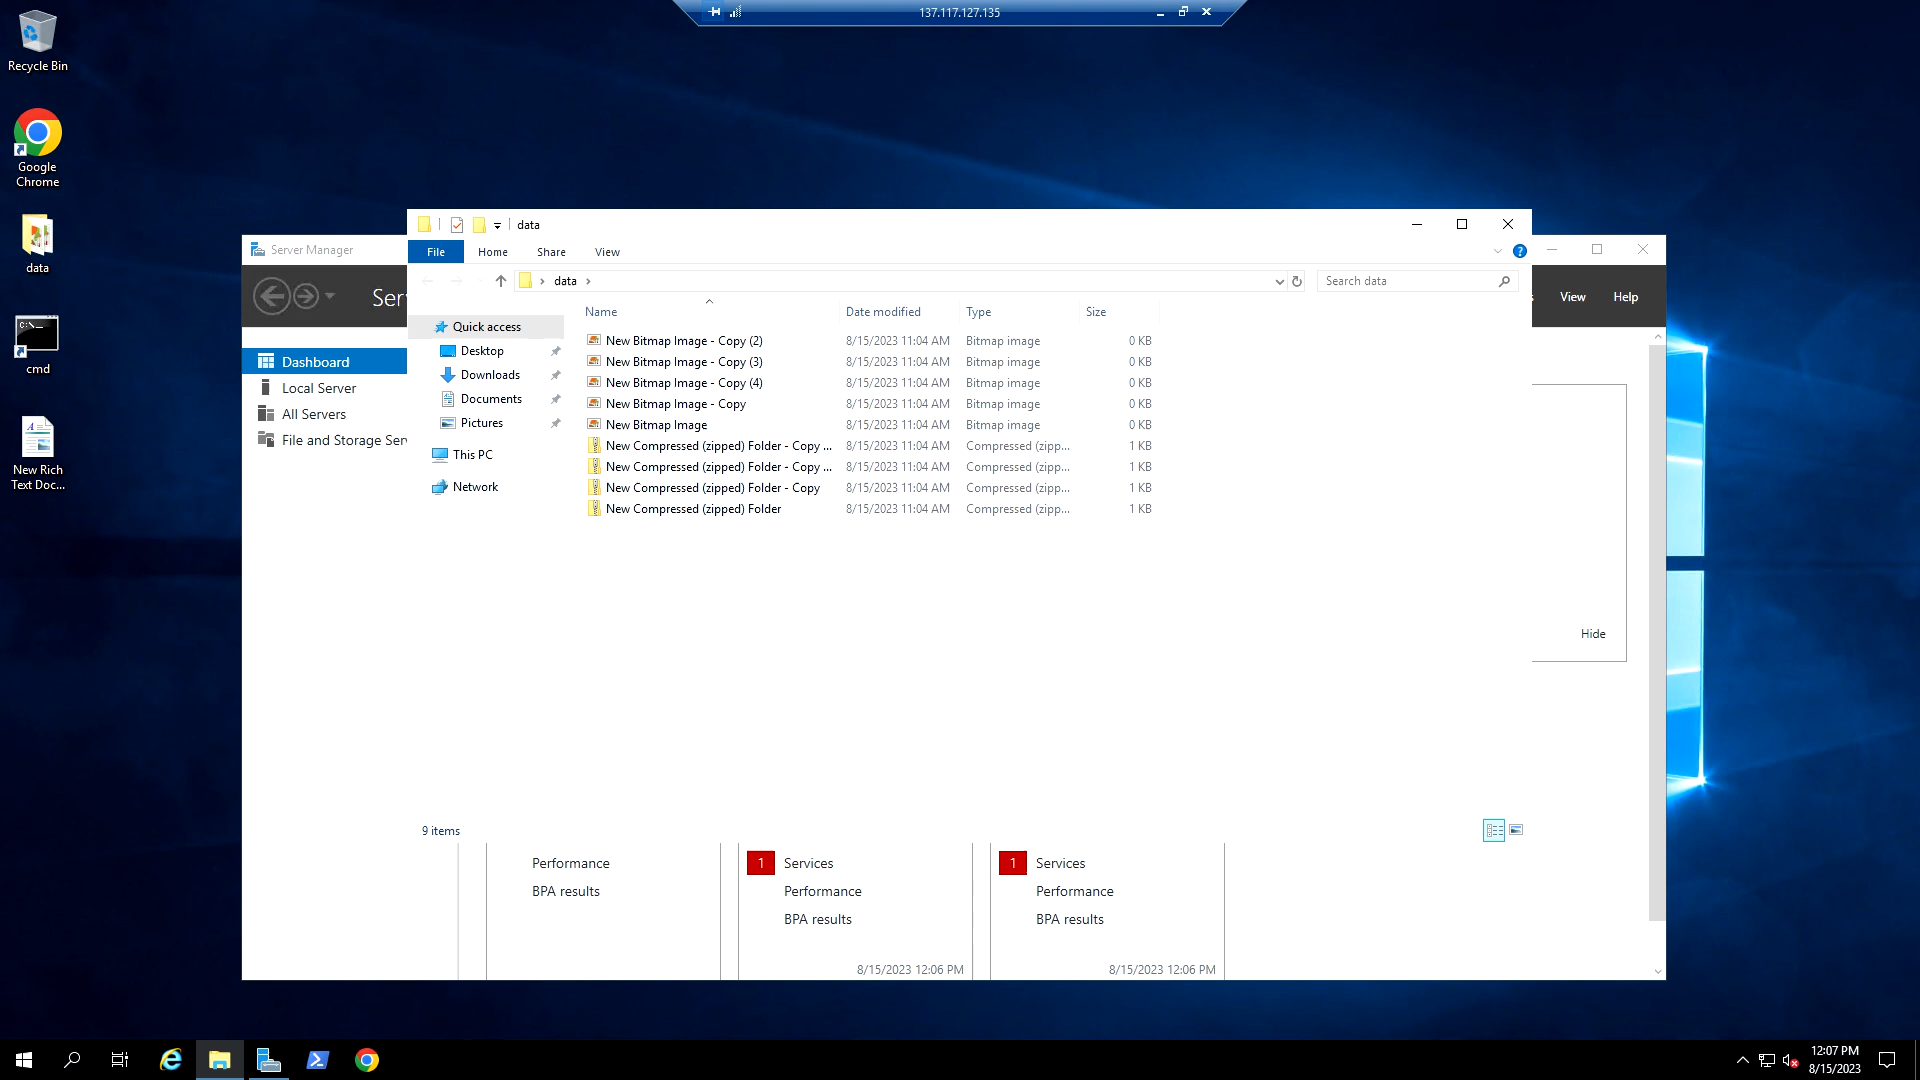 137.117.127.135
Recycle Bin
Google
Chrome
data
cmd
New Rich
Text Doc...
Server Manager
Ser
View
Help
Dashboard
Local Server
All Servers
File and Storage Serv
Hide
data
File
Home
Share
View
data
Search data
Name
Date modified
Type
Size
Quick access
Desktop
Downloads
Documents
Pictures
This PC
Network
New Bitmap Image - Copy (2) 8/15/2023 11:04 AM Bitmap image 0 KB
New Bitmap Image - Copy (3) 8/15/2023 11:04 AM Bitmap image 0 KB
New Bitmap Image - Copy (4) 8/15/2023 11:04 AM Bitmap image 0 KB
New Bitmap Image - Copy 8/15/2023 11:04 AM Bitmap image 0 KB
New Bitmap Image 8/15/2023 11:04 AM Bitmap image 0 KB
New Compressed (zipped) Folder - Copy ... 8/15/2023 11:04 AM Compressed (zipp... 1 KB
New Compressed (zipped) Folder - Copy ... 8/15/2023 11:04 AM Compressed (zipp... 1 KB
New Compressed (zipped) Folder - Copy 8/15/2023 11:04 AM Compressed (zipp... 1 KB
New Compressed (zipped) Folder 8/15/2023 11:04 AM Compressed (zipp... 1 KB
9 items
Performance
BPA results
1 Services
Performance
BPA results
8/15/2023 12:06 PM
1 Services
Performance
BPA results
8/15/2023 12:06 PM
12:07 PM
8/15/2023